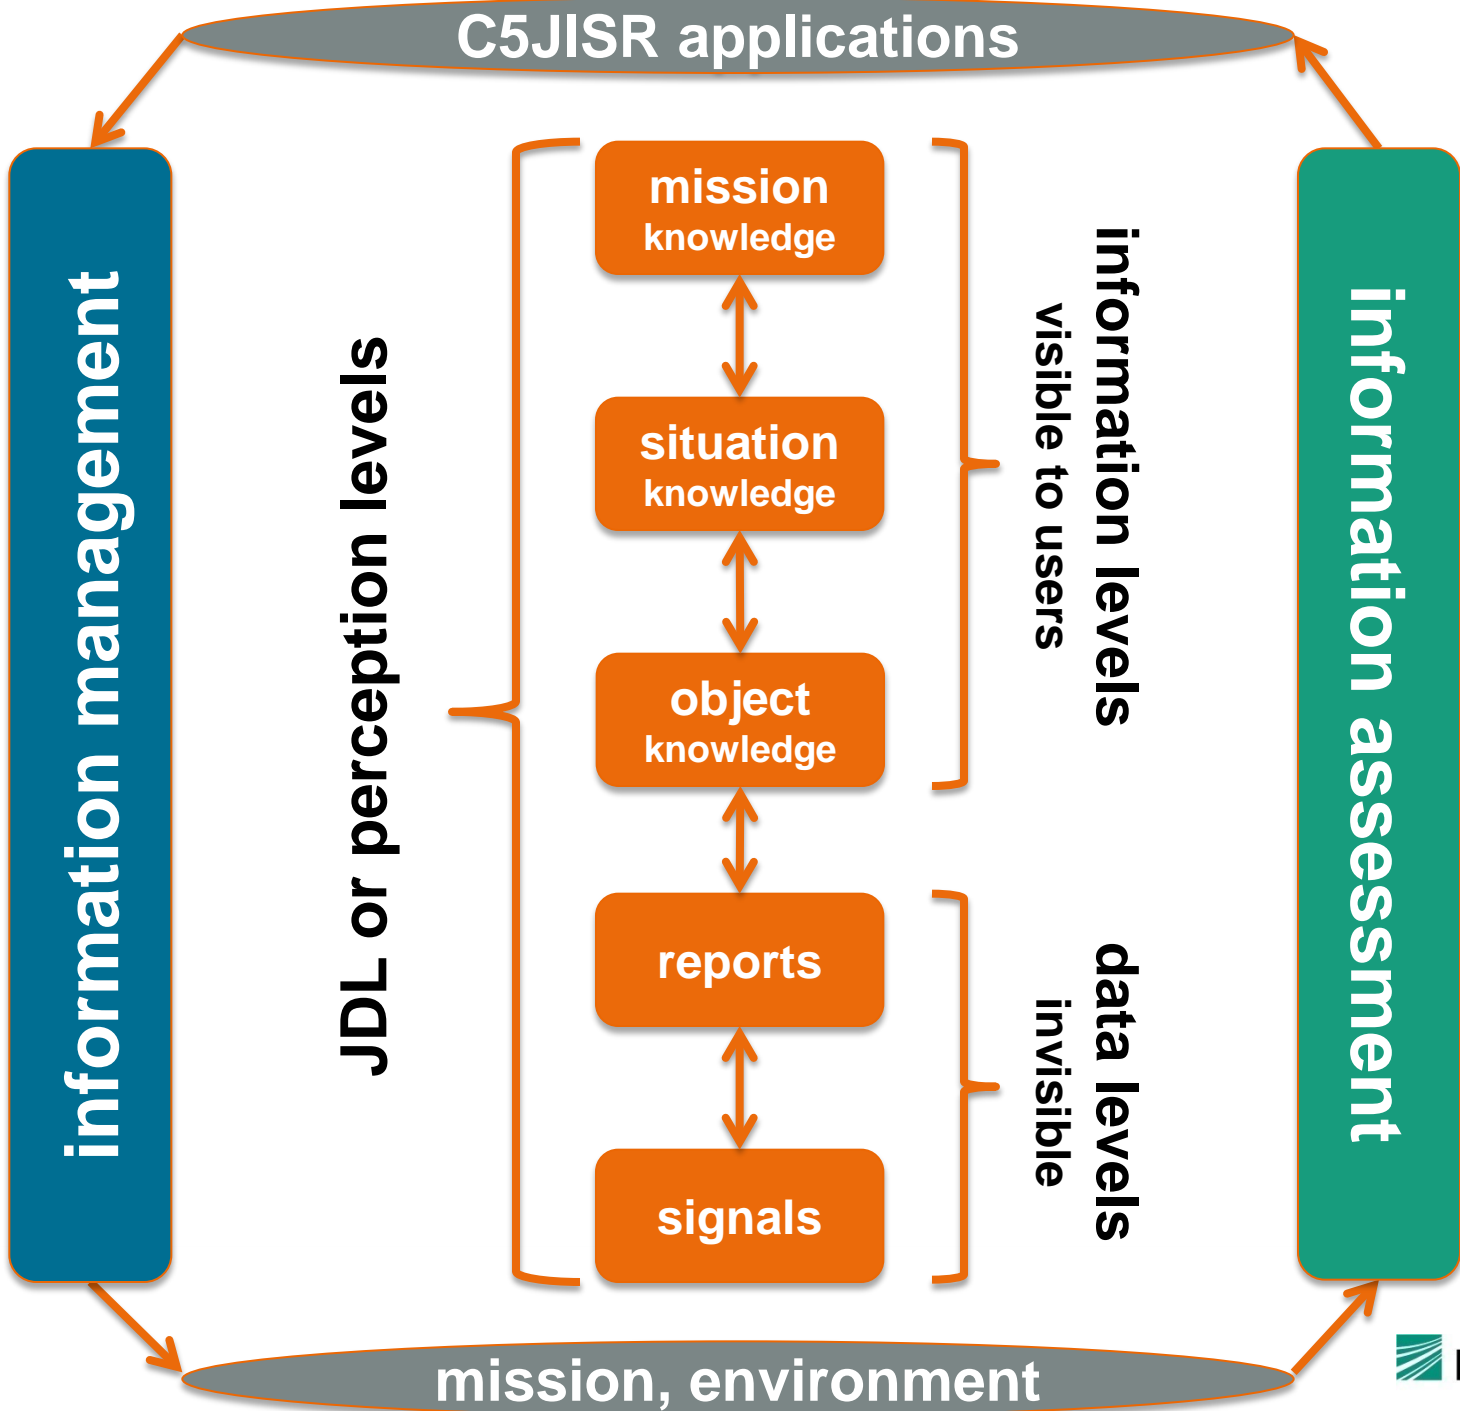 C5JISR applications
information management
JDL or perception levels
mission
knowledge
situation
knowledge
object
knowledge
reports
signals
information levels
visible to users
data levels
invisible
information assessment
mission, environment